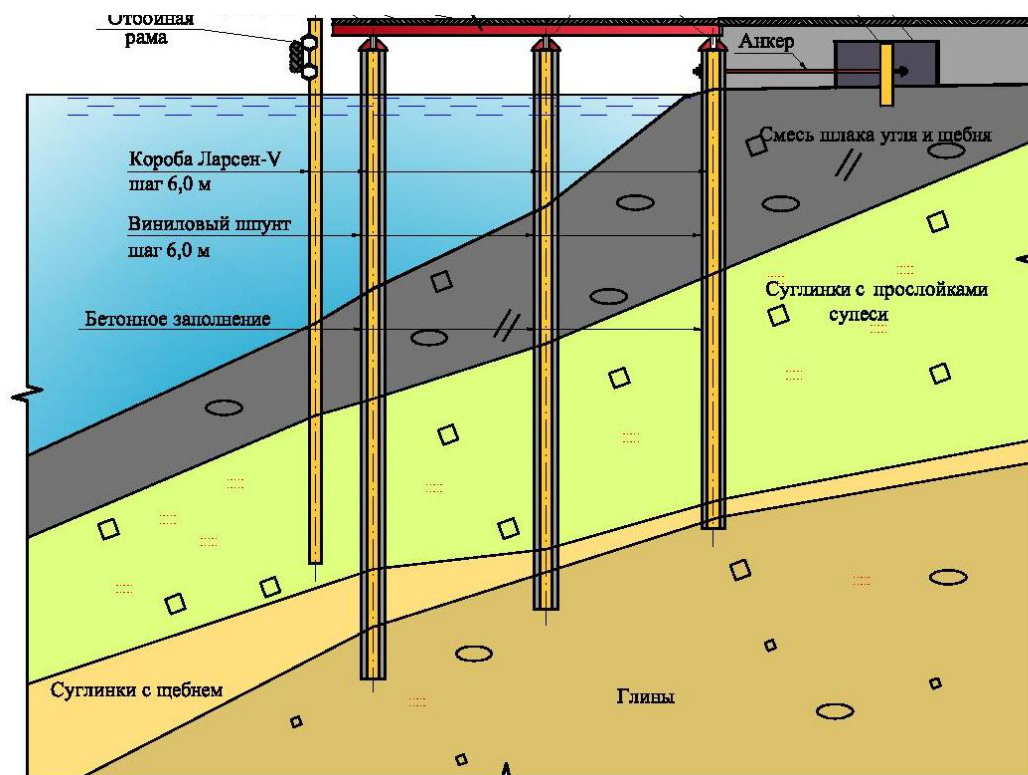 Отбойная
рама
Анкер
Смесь шлака угля и щебня
Короба Ларсен-V
шаг 6,0 м
Виниловый шпунт
шаг 6,0 м
Суглинки с прослойками
супеси
Бетонное заполнение
Суглинки с щебнем
Глины